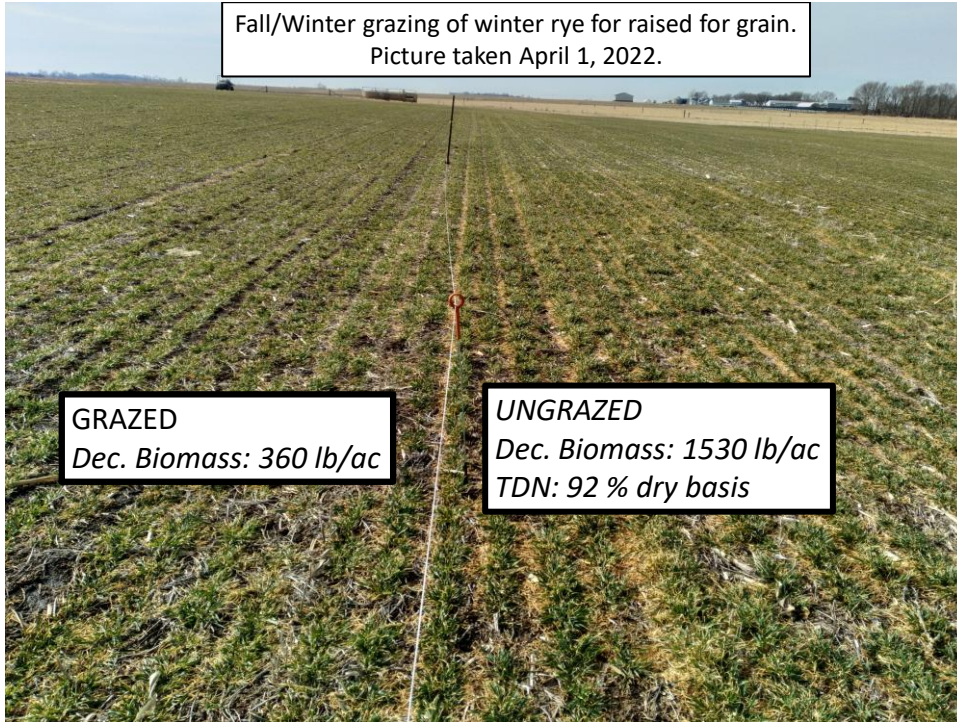 Fall/Winter grazing of winter rye for raised for grain.
Picture taken April 1, 2022.
GRAZED
Dec. Biomass: 360 lb/ac
UNGRAZED
Dec. Biomass: 1530 lb/ac
TDN: 92 % dry basis